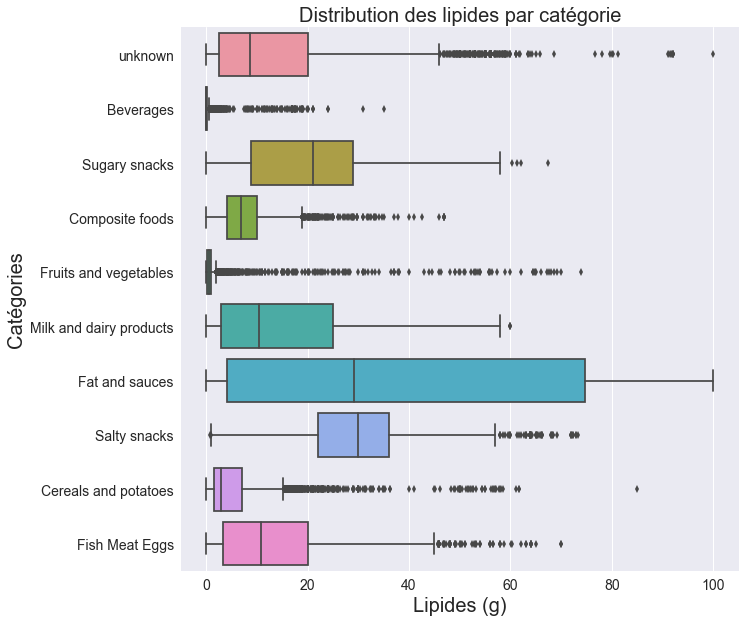 Distribution des lipides par catégorie
Catégories
unknown
Beverages
Sugary snacks
Composite foods
Fruits and vegetables
Milk and dairy products
Fat and sauces
Salty snacks
Cereals and potatoes
Fish Meat Eggs
0 20 40 60 80 100
Lipides (g)